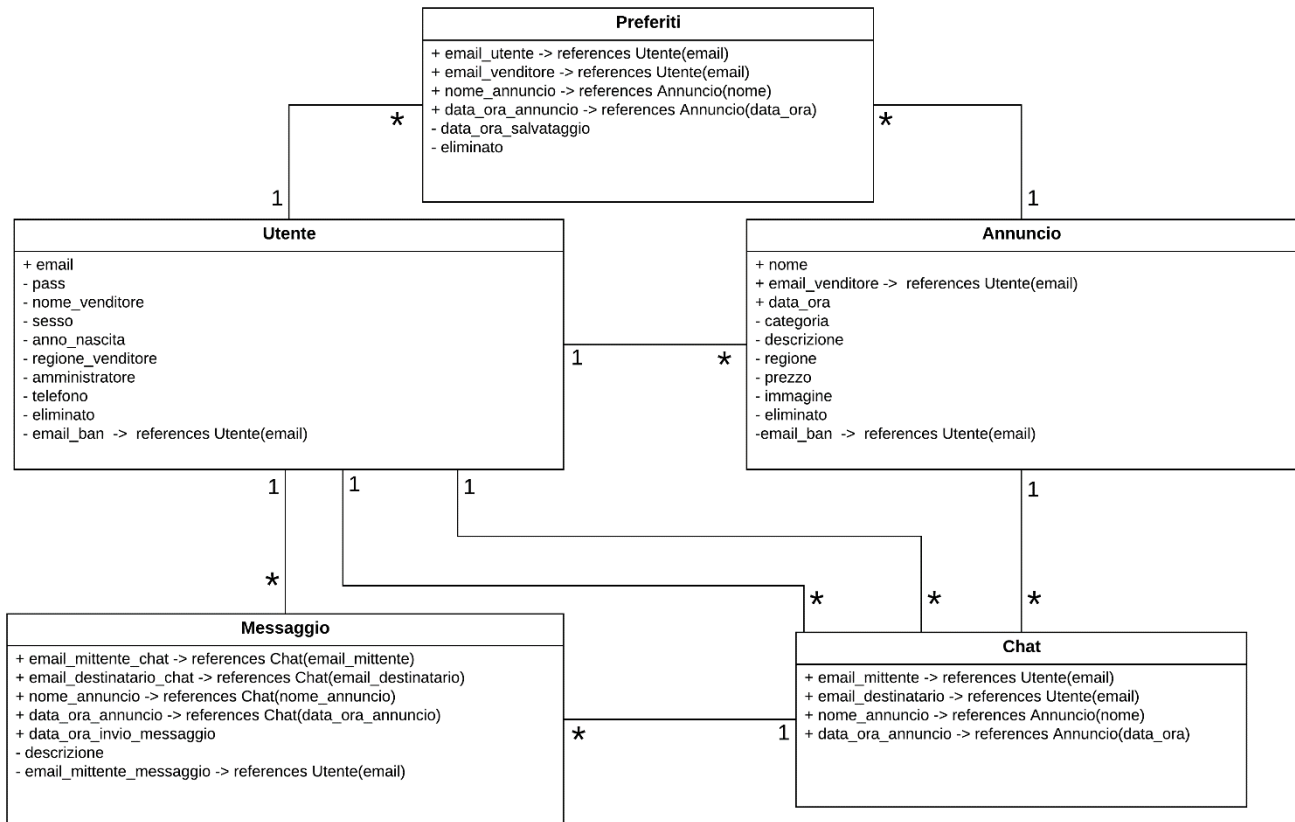 Preferiti
+ email_utente -> references Utente(email)
+ email_venditore -> references Utente(email)
+ nome_annuncio -> references Annuncio(nome)
+ data_ora_annuncio -> references Annuncio(data_ora)
- data_ora_salvataggio
- eliminato
*
*
1
1
Utente
+ email
- pass
- nome_venditore
- sesso
- anno_nascita
- regione_venditore
- amministratore
- telefono
- eliminato
- email_ban -> references Utente(email)
1
*
Annuncio
+ nome
+ email_venditore -> references Utente(email)
+ data_ora
- categoria
- descrizione
- regione
- prezzo
- immagine
- eliminato
-email_ban -> references Utente(email)
1
1
1
1
*
*
*
*
Messaggio
+ email_mittente_chat -> references Chat(email_mittente)
+ email_destinatario_chat -> references Chat(email_destinatario)
+ nome_annuncio -> references Chat(nome_annuncio)
+ data_ora_annuncio -> references Chat(data_ora_annuncio)
+ data_ora_invio_messaggio
- descrizione
- email_mittente_messaggio -> references Utente(email)
*
1
Chat
+ email_mittente -> references Utente(email)
+ email_destinatario -> references Utente(email)
+ nome_annuncio -> references Annuncio(nome)
+ data_ora_annuncio -> references Annuncio(data_ora)